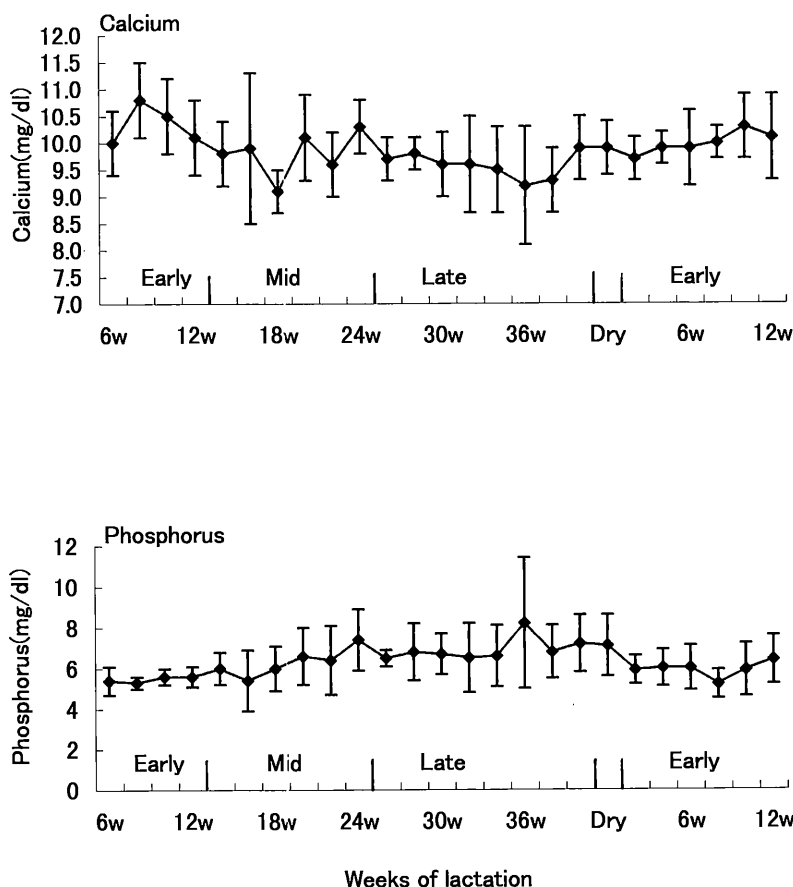 Calcium
Calcium(mg/dl)
12.0
11.5
11.0
10.5
10.0
9.5
9.0
8.5
8.0
7.5
7.0
Early Mid Late Early
6w 12w 18w 24w 30w 36w Dry 6w 12w
Phosphorus
Phosphorus(mg/dl)
12
10
8
6
4
2
0
Early Mid Late Early
6w 12w 18w 24w 30w 36w Dry 6w 12w
Weeks of lactation